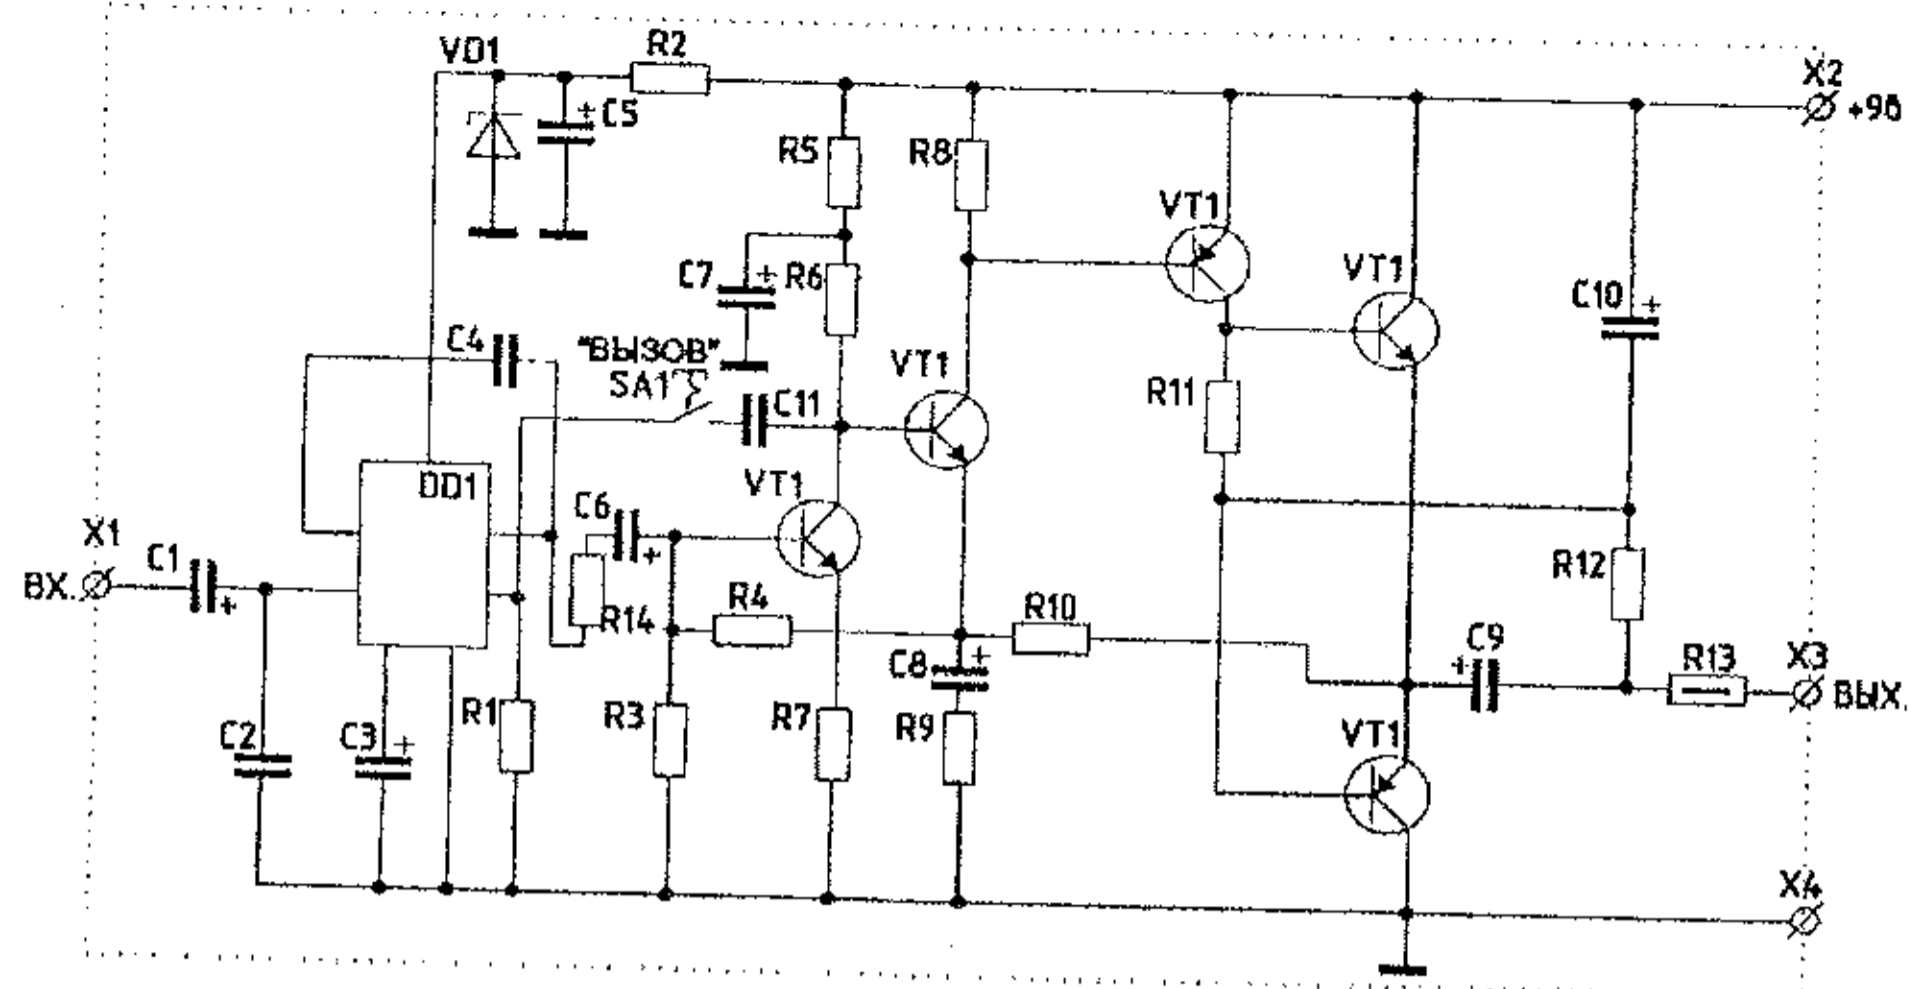 VD1
R2
X2
+9В
C5
R5
R8
VT1
C7
R6
VT1
C10
C4
"ВЫЗОВ"
SA1
VT1
C11
R11
DD1
VT1
C6
X1
C1
ВХ.
R12
R14
R4
R10
C8
C9
R13
X3
ВЫХ.
C2
C3
R1
R3
R7
R9
VT1
X4